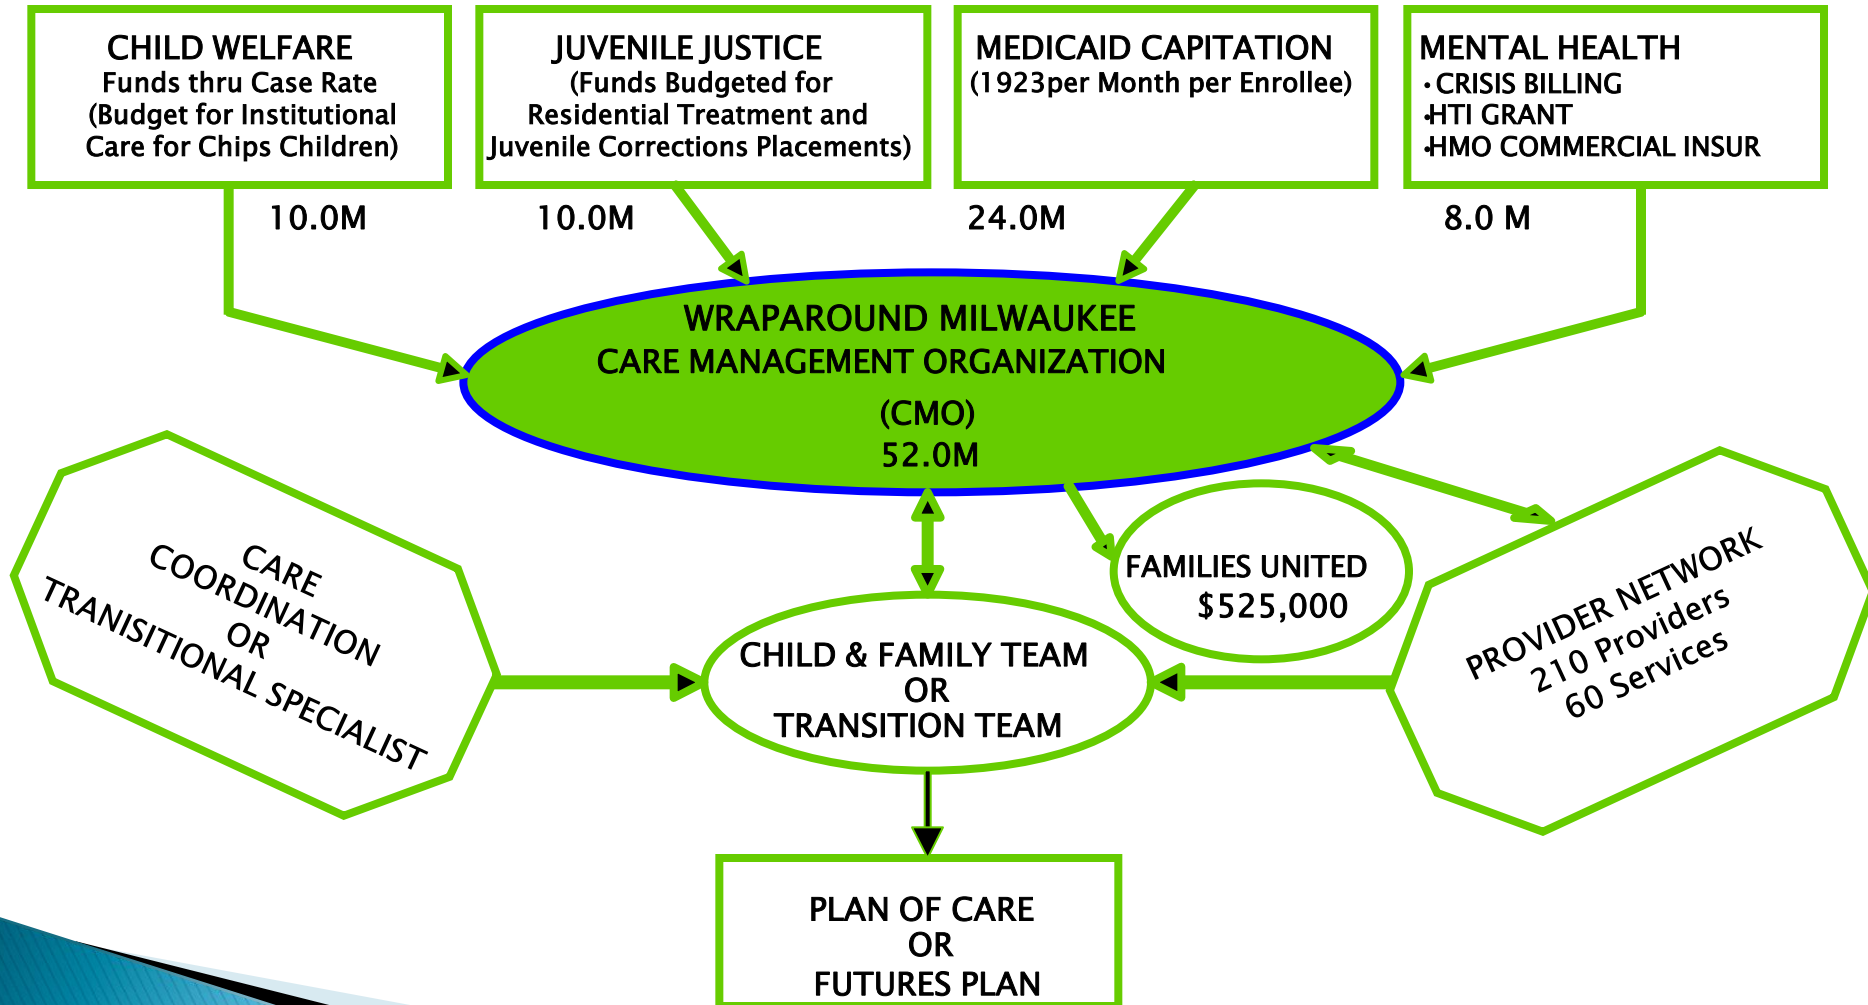 CHILD WELFARE
Funds thru Case Rate
(Budget for Institutional
Care for Chips Children)
JUVENILE JUSTICE
(Funds Budgeted for
Residential Treatment and
Juvenile Corrections Placements)
MEDICAID CAPITATION
(1923per Month per Enrollee)
MENTAL HEALTH
•CRISIS BILLING
•HTI GRANT
•HMO COMMERCIAL INSUR
10.0M
10.0M
24.0M
8.0 M
WRAPAROUND MILWAUKEE
CARE MANAGEMENT ORGANIZATION
(CMO)
52.0M
CARE
COORDINATION
OR
TRANISITIONAL SPECIALIST
FAMILIES UNITED
$525,000
PROVIDER NETWORK
210 Providers
60 Services
CHILD & FAMILY TEAM
OR
TRANSITION TEAM
PLAN OF CARE
OR
FUTURES PLAN